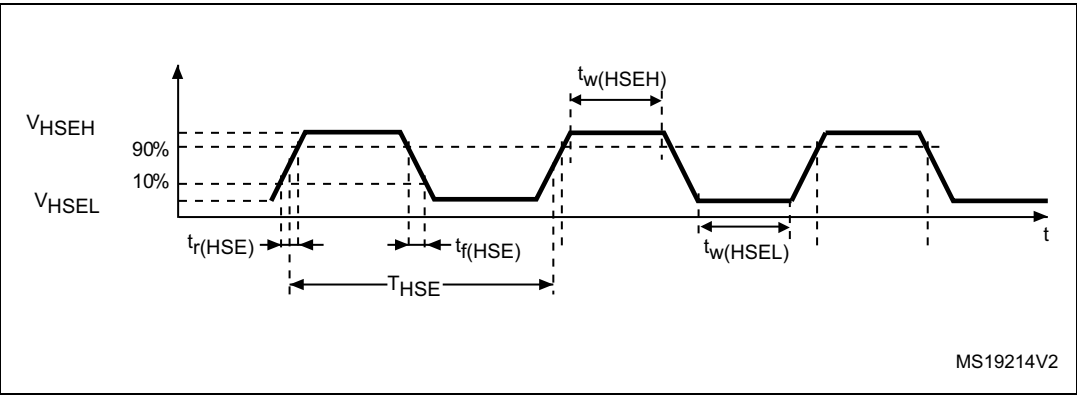 tw(HSEH)
VHSEH
90%
10%
VHSEL
tr(HSE)
tf(HSE)
tw(HSEL)
t
THSE
MS19214V2